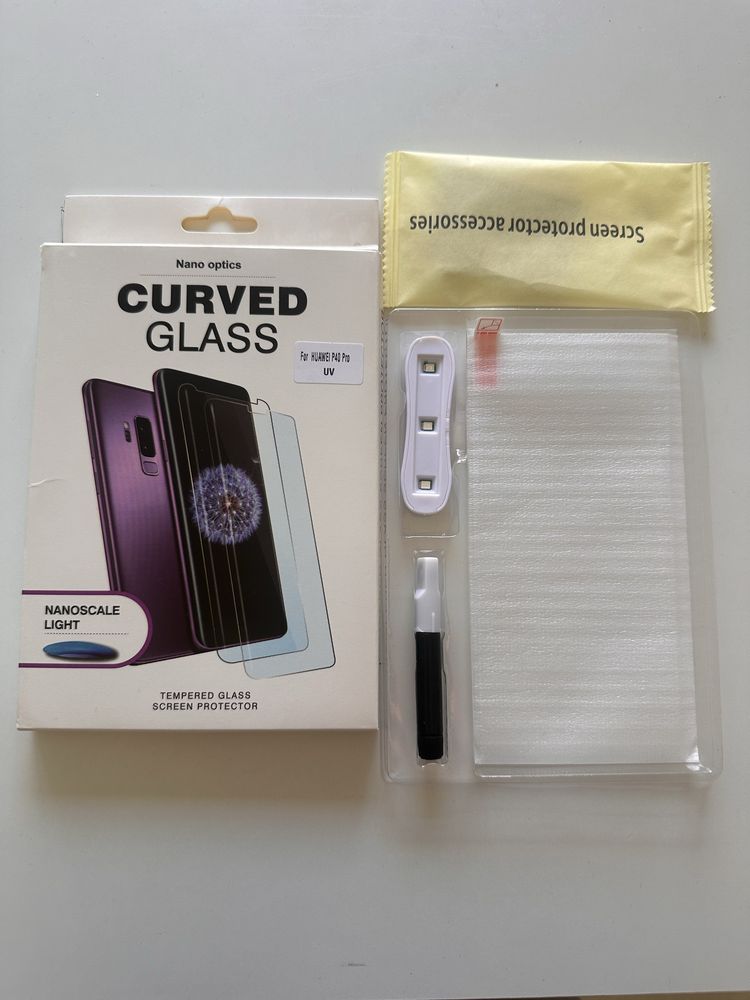 Nano optics
CURVED
GLASS
For HUAWEI P40 Pro
UV
NANOSCALE
LIGHT
TEMPERED GLASS
SCREEN PROTECTOR
Screen protector accessories